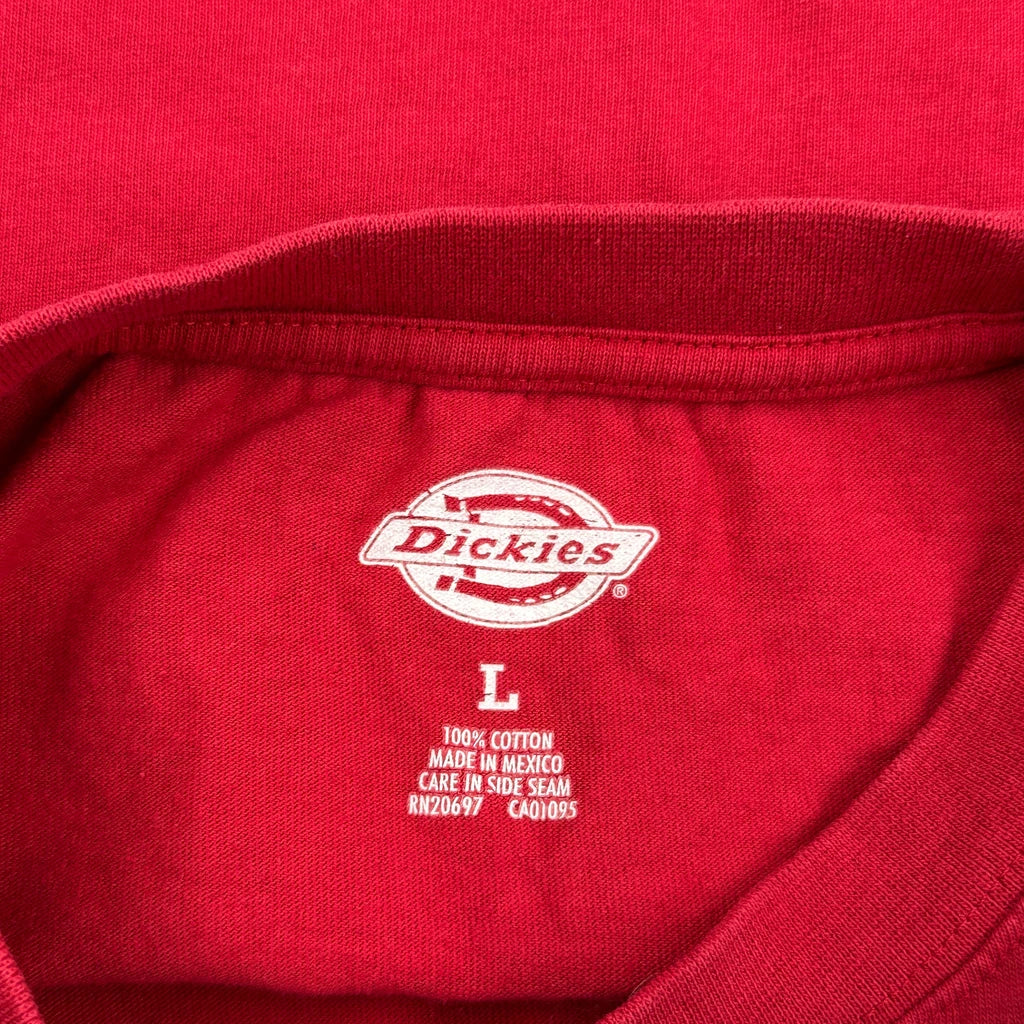 Dickies
®
L
100% COTTON
MADE IN MEXICO
CARE IN SIDE SEAM
RN20697 CA01095